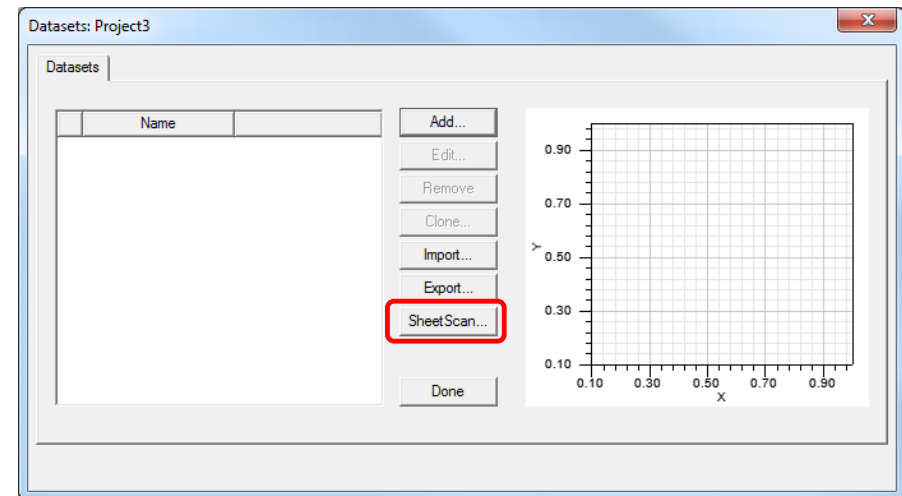 Datasets: Project3
X
Datasets
Name
Add...
Edit...
Remove
Clone...
Import...
Export...
SheetScan...
Done
0.90
0.70
Y
0.50
0.30
0.10
0.10 0.30 0.50 0.70 0.90
X